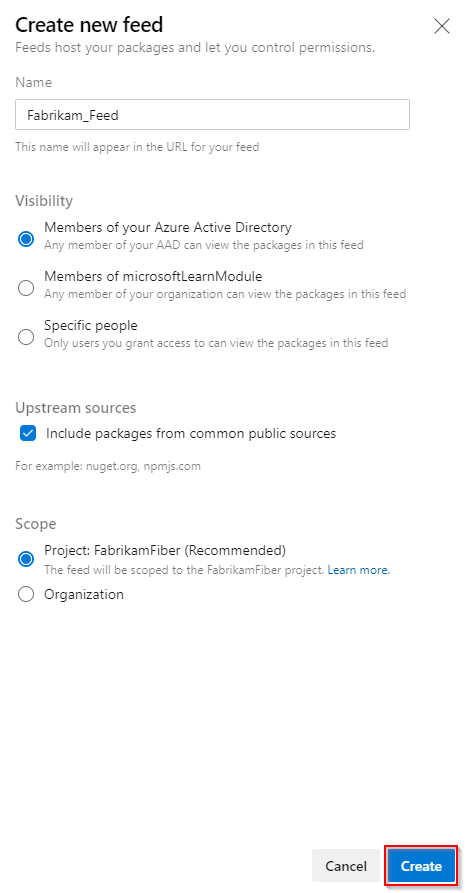 Create new feed
Feeds host your packages and let you control permissions.
Name
Fabrikam_Feed
This name will appear in the URL for your feed
Visibility
Members of your Azure Active Directory
Any member of your AAD can view the packages in this feed
Members of microsoftLearnModule
Any member of your organization can view the packages in this feed
Specific people
Only users you grant access to can view the packages in this feed
Upstream sources
Include packages from common public sources
For example: nuget.org, npmjs.com
Scope
Project: FabrikamFiber (Recommended)
The feed will be scoped to the FabrikamFiber project. Learn more.
Organization
Cancel Create